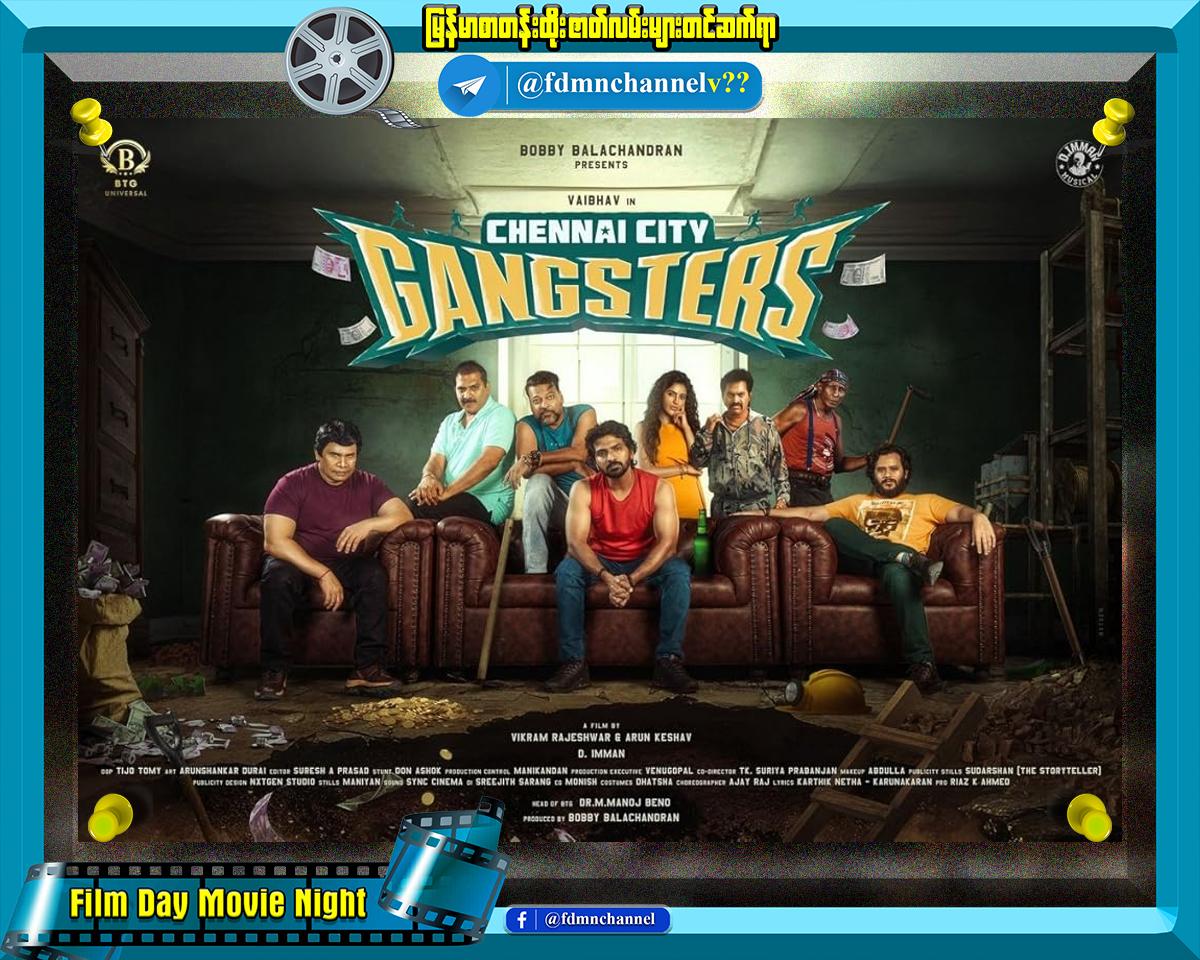 မြန်မာစာတန်းထိုး ဇာတ်လမ်းများတင်ဆက်ရာ
@fdmnchannelv??
BOBBY BALACHANDRAN
PRESENTS
B
BTG
UNIVERSAL
D.IMMAN
MUSICAL
VAIBHAV IN
CHENNAI CITY
GANGSTERS
A FILM BY
VIKRAM RAJESHWAR & ARUN KESHAV
D. IMMAN
DOP TIJO TOMY ART ARUNSHANKAR DURAI EDITOR SURESH A PRASAD STUNT DON ASHOK PRODUCTION CONTROL MANIKANDAN PRODUCTION EXECUTIVE VENUGOPAL CO-DIRECTOR TK. SURIYA PRABANJAN MAKEUP ABDULLA PUBLICITY STILLS SUDARSHAN (THE STORYTELLER)
PUBLICITY DESIGN NXTGEN STUDIO STILLS MANIYAN SOUND SYNC CINEMA DI SREEJITH SARANG CG MONISH COSTUMES DHATSHA CHOREOGRAPHER AJAY RAJ LYRICS KARTHIK NETHA - KARUNAKARAN PRO RIAZ K AHMED
HEAD OF BTG DR.M.MANOJ BENO
PRODUCED BY BOBBY BALACHANDRAN
Film Day Movie Night
@fdmnchannel